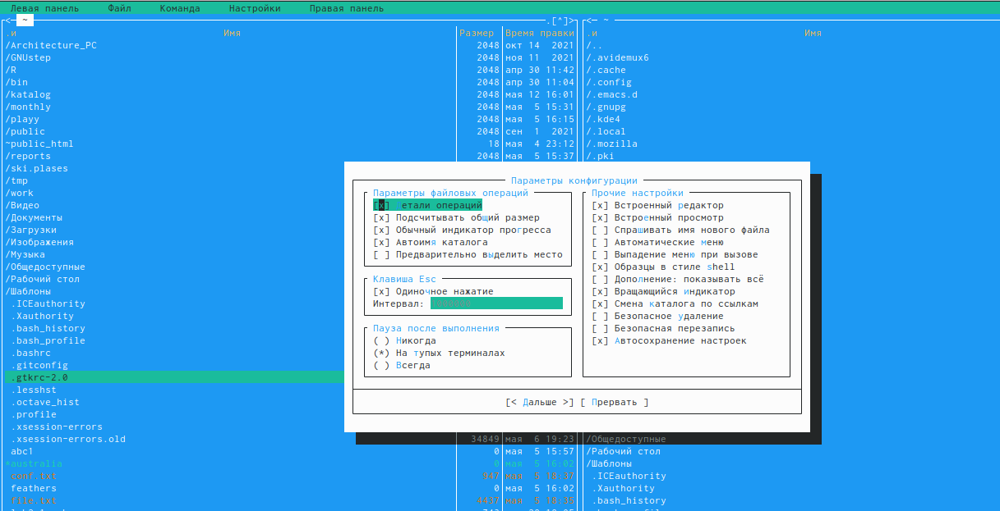 Левая панель Файл Команда Настройки Правая панель
<─ ~ .[^]>
.и Имя Размер Время правки
/Architecture_PC 2048 окт 14 2021
/GNUstep 2048 ноя 11 2021
/R 2048 апр 30 11:42
/bin 2048 апр 30 11:04
/katalog 2048 мая 12 16:01
/monthly 2048 мая 5 15:31
/playy 2048 мая 5 16:15
/public 2048 сен 1 2021
~public_html 18 мая 4 23:12
/reports 2048 мая 5 15:37
/ski.plases
/tmp
/work
/Видео
/Документы
/Загрузки
/Изображения
/Музыка
/Общедоступные
/Рабочий стол
/Шаблоны
.ICEauthority
.Xauthority
.bash_history
.bash_profile
.bashrc
.gitconfig
.gtkrc-2.0
.lesshst
.octave_hist
.profile
.xsession-errors
.xsession-errors.old 34849 мая 6 19:23
abc1 0 мая 5 15:57
*australia 0 мая 5 16:02
conf.txt 947 мая 5 18:37
feathers 0 мая 5 16:02
file.txt 4437 мая 5 18:35
<─ ~
.и Имя
/..
/.avidemux6
/.cache
/.config
/.emacs.d
/.gnupg
/.kde4
/.local
/.mozilla
/.pki
/Общедоступные
/Рабочий стол
/Шаблоны
.ICEauthority
.Xauthority
.bash_history
Параметры конфигурации
Параметры файловых операций
[x] Детали операций
[x] Подсчитывать общий размер
[x] Обычный индикатор прогресса
[x] Автоимя каталога
[ ] Предварительно выделить место
Клавиша Esc
[x] Одиночное нажатие
Интервал:
Пауза после выполнения
( ) Никогда
(*) На тупых терминалах
( ) Всегда
Прочие настройки
[x] Встроенный редактор
[x] Встроенный просмотр
[ ] Спрашивать имя нового файла
[ ] Автоматические меню
[ ] Выпадение меню при вызове
[x] Образцы в стиле shell
[ ] Дополнение: показывать всё
[x] Вращающийся индикатор
[x] Смена каталога по ссылкам
[ ] Безопасное удаление
[ ] Безопасная перезапись
[x] Автосохранение настроек
[< Дальше >] [ Прервать ]